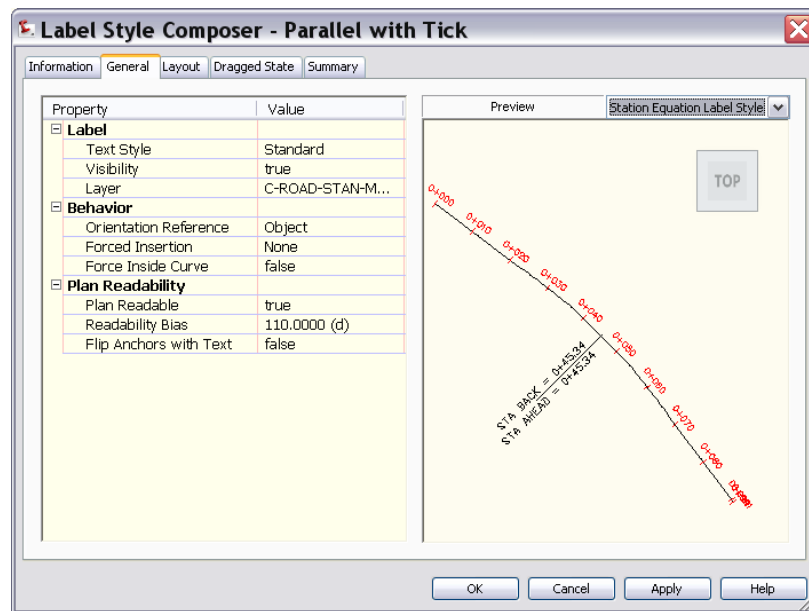 Label Style Composer - Parallel with Tick
Information General Layout Dragged State Summary
Property Value
Label
Text Style Standard
Visibility true
Layer C-ROAD-STAN-M...
Behavior
Orientation Reference Object
Forced Insertion None
Force Inside Curve false
Plan Readability
Plan Readable true
Readability Bias 110.0000 (d)
Flip Anchors with Text false
Preview Station Equation Label Style
TOP
0+000
0+010
0+020
0+030
0+040
0+050
0+060
0+070
0+080
STA BACK = 0+45.34
STA AHEAD = 0+45.34
OK Cancel Apply Help